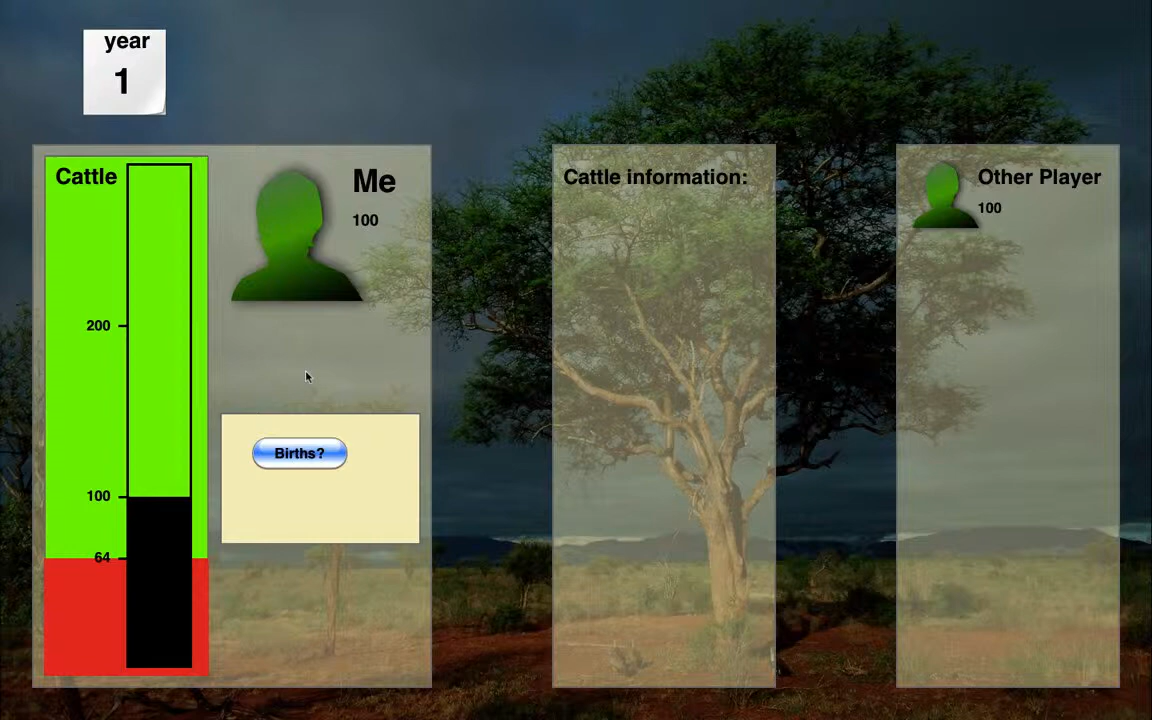 year
1
Cattle
200
100
64
Me
100
Births?
Cattle information:
Other Player
100